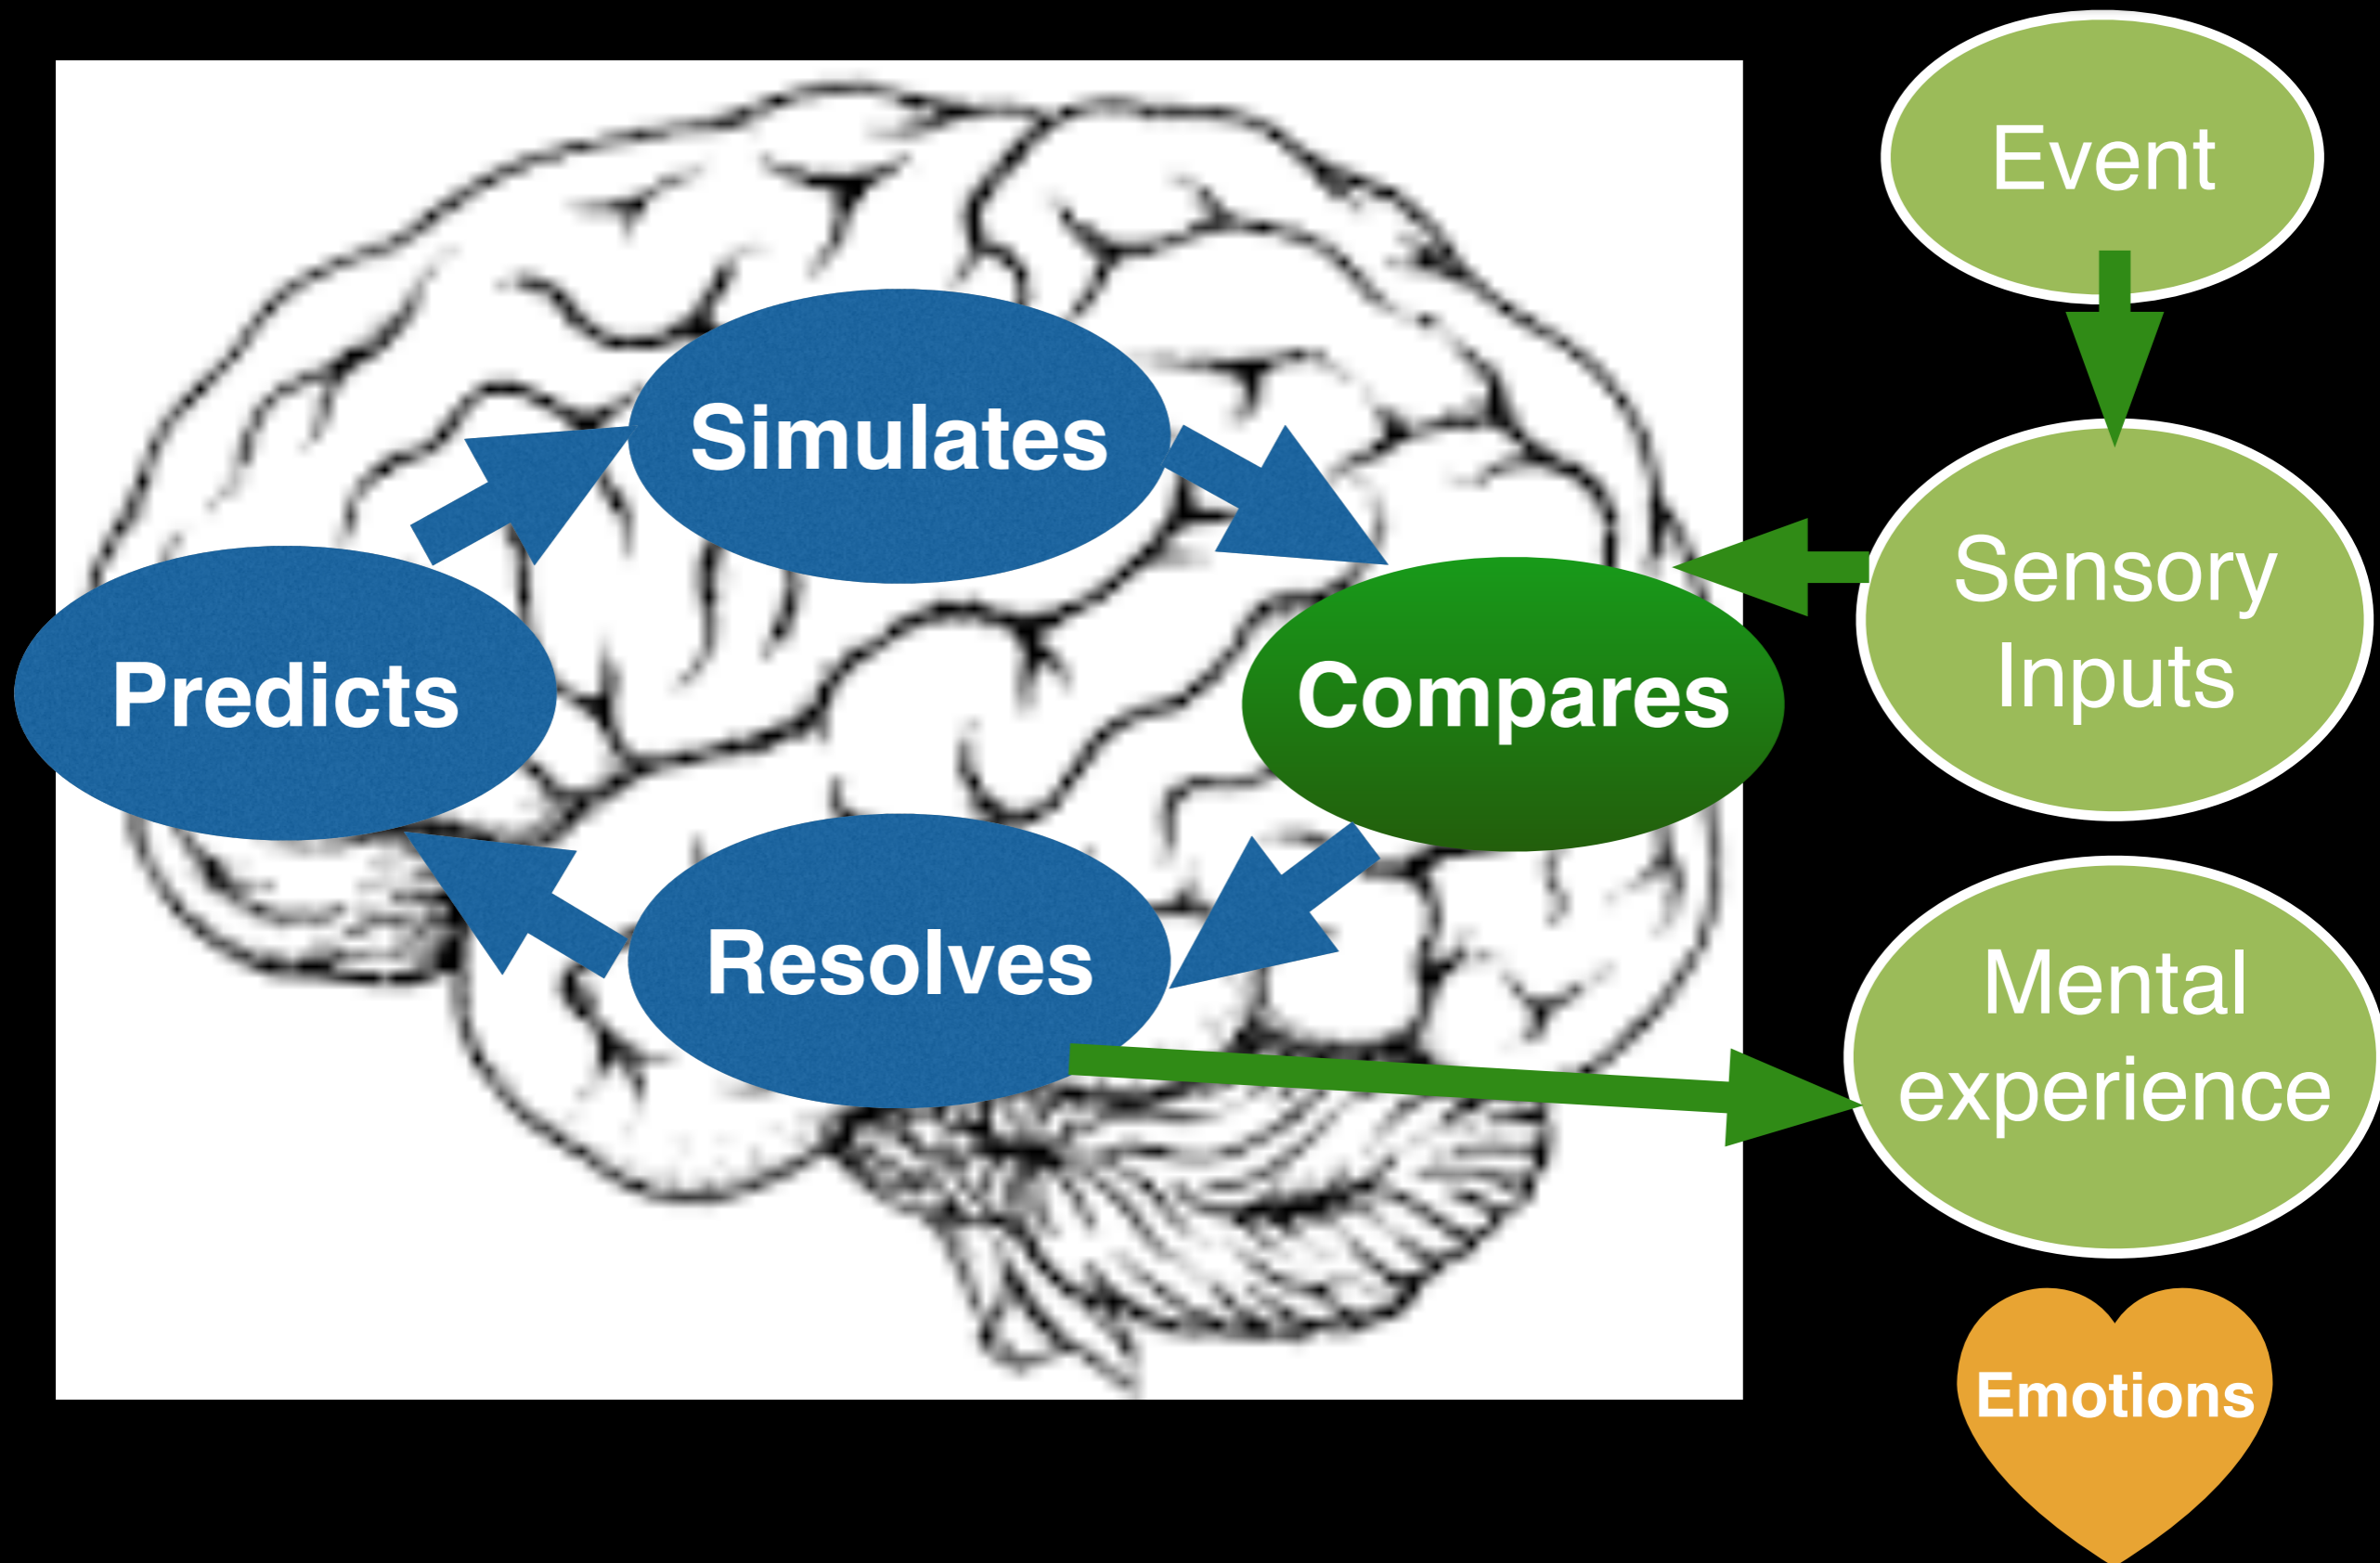 Event
Simulates
Sensory
Inputs
Predicts
Compares
Resolves
Mental
experience
Emotions